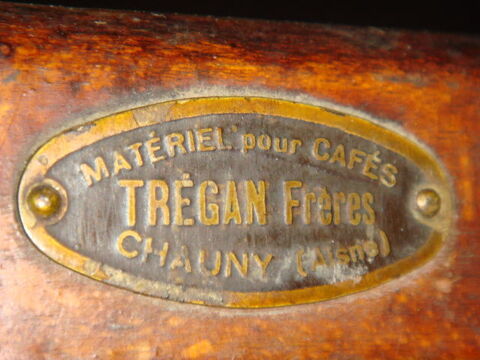 MATÉRIEL pour CAFÉS
TRÉGAN Frères
CHAUNY (Aisne)